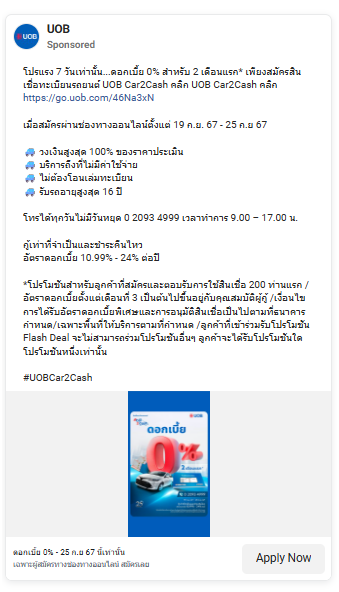 UOB
UOB
Sponsored
โปรแรง 7 วันเท่านั้น...ดอกเบี้ย 0% สำหรับ 2 เดือนแรก* เพียงสมัครสิน
เชื่อทะเบียนรถยนต์ UOB Car2Cash คลิก UOB Car2Cash คลิก
https://go.uob.com/46Na3xN
เมื่อสมัครผ่านช่องทางออนไลน์ตั้งแต่ 19 ก.ย. 67 - 25 ก.ย 67
วงเงินสูงสุด 100% ของราคาประเมิน
บริการถึงที่ไม่มีค่าใช้จ่าย
ไม่ต้องโอนเล่มทะเบียน
รับรถอายุสูงสุด 16 ปี
โทรได้ทุกวันไม่มีวันหยุด 0 2093 4999 เวลาทำการ 9.00 – 17.00 น.
กู้เท่าที่จำเป็นและชำระคืนไหว
อัตราดอกเบี้ย 10.99% - 24% ต่อปี
*โปรโมชันสำหรับลูกค้าที่สมัครและตอบรับการใช้สินเชื่อ 200 ท่านแรก /
อัตราดอกเบี้ยตั้งแต่เดือนที่ 3 เป็นต้นไปขึ้นอยู่กับคุณสมบัติผู้กู้ /เงื่อนไข
การได้รับอัตราดอกเบี้ยพิเศษและการอนุมัติสินเชื่อเป็นไปตามที่ธนาคาร
กำหนด/เฉพาะพื้นที่ให้บริการตามที่กำหนด /ลูกค้าที่เข้าร่วมรับโปรโมชัน
Flash Deal จะไม่สามารถร่วมโปรโมชันอื่นๆ ลูกค้าจะได้รับโปรโมชันใด
โปรโมชันหนึ่งเท่านั้น
#UOBCar2Cash
UOB
Cash
ดอกเบี้ย
0%
0 2093 4999
ดอกเบี้ย 0% - 25 ก.ย 67 นี้เท่านั้น
เฉพาะผู้สมัครทางช่องทางออนไลน์ สมัครเลย
Apply Now